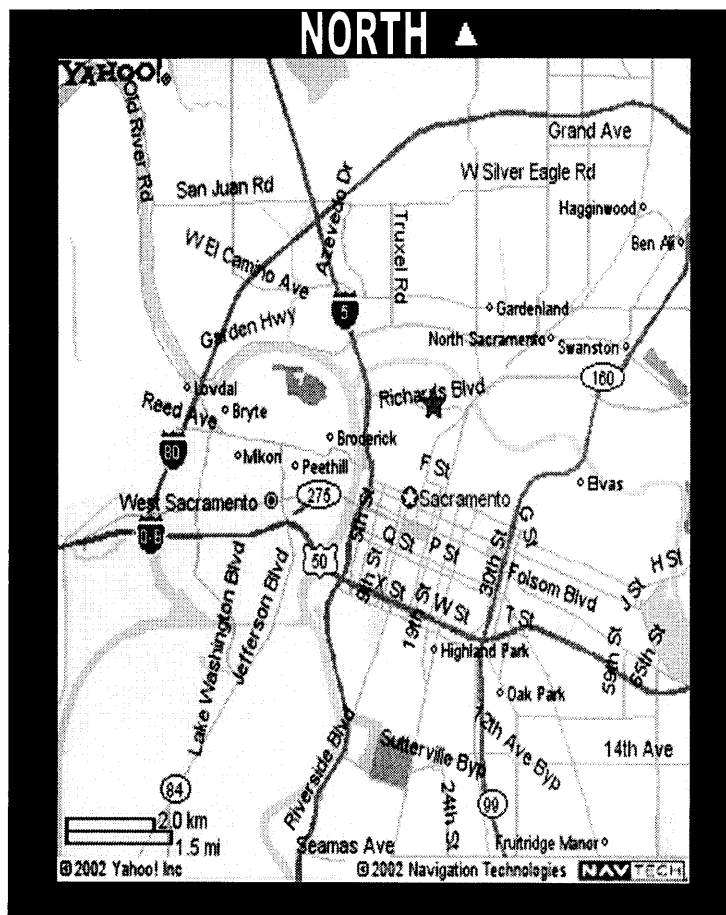 NORTH
YAHOO!
Old River Rd
Grand Ave
W Silver Eagle Rd
San Juan Rd
Azevedo Dr
Truxel Rd
Hagginwood
Ben Ali
W El Camino Ave
5
Gardenland
Garden Hwy
North Sacramento
Swanston
160
Lovdal
Richards Blvd
Reed Ave
Bryte
Broderick
80
Mikon
Peethill
F St
Elvas
West Sacramento
275
Sacramento
5th St
G St
50
Q St
P St
30th St
H St
Folsom Blvd
J St
9th St
X St
19th St
W St
T St
59th St
65th St
Lake Washington Blvd
Jefferson Blvd
Highland Park
Oak Park
12th Ave Byp
14th Ave
Riverside Blvd
Sutterville Byp
84
24th St
99
2.0 km
1.5 mi
Seamas Ave
Fruitridge Manor
© 2002 Yahoo! Inc
© 2002 Navigation Technologies
NAVTECH